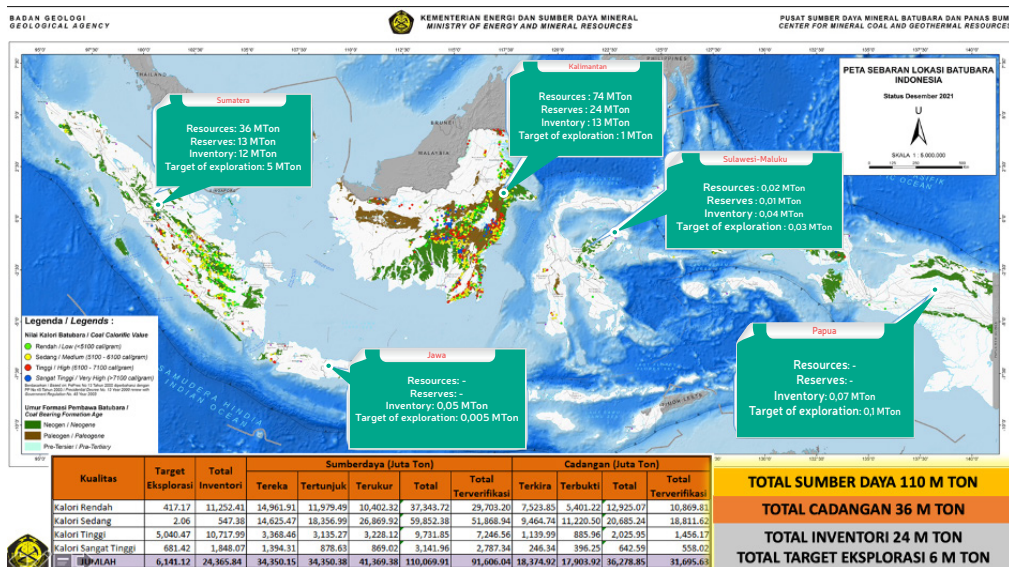 BADAN GEOLOGI
GEOLOGICAL AGENCY
KEMENTERIAN ENERGI DAN SUMBER DAYA MINERAL
MINISTRY OF ENERGY AND MINERAL RESOURCES
PUSAT SUMBER DAYA MINERAL BATUBARA DAN PANAS BUM
CENTER FOR MINERAL COAL AND GEOTHERMAL RESOURCES
PETA SEBARAN LOKASI BATUBARA
INDONESIA
Status Desember 2021
U
SKALA 1 : 5.000.000
THAILAND
MALAYSIA
BRUNEI
PHILIPPINES
Sumatera
Resources: 36 MTon
Reserves: 13 MTon
Inventory: 12 MTon
Target of exploration: 5 MTon
Kalimantan
Resources : 74 MTon
Reserves : 24 MTon
Inventory : 13 MTon
Target of exploration : 1 MTon
Sulawesi-Maluku
Resources : 0,02 MTon
Reserves : 0,01 MTon
Inventory : 0,04 MTon
Target of exploration : 0,03 MTon
Jawa
Resources: -
Reserves: -
Inventory: 0,05 MTon
Target of exploration: 0,005 MTon
Papua
Resources: -
Reserves: -
Inventory: 0,07 MTon
Target of exploration: 0,1 MTon
SAMUDERA HINDIA
INDIAN OCEAN
TIMOR LESTE
Legenda / Legends :
Nilai Kalori Batubara / Coal Calorific Value
Rendah / Low (<5100 cal/gram)
Sedang / Medium (5100 - 6100 cal/gram)
Tinggi / High (6100 - 7100 cal/gram)
Sangat Tinggi / Very High (>7100 cal/gram)
Umur Formasi Pembawa Batubara /
Coal Bearing Formation Age
Neogen / Neogene
Paleogen / Paleogene
Pre-Tersier / Pre-Tertiary
Kualitas Target Eksplorasi Total Inventori Sumberdaya (Juta Ton) Cadangan (Juta Ton)
Tereka Tertunjuk Terukur Total Total Terverifikasi Terkira Terbukti Total Total Terverifikasi
Kalori Rendah 417.17 11,252.41 14,961.91 11,979.49 10,402.32 37,343.72 29,703.20 7,523.85 5,401.22 12,925.07 10,869.81
Kalori Sedang 2.06 547.38 14,625.47 18,356.99 26,869.92 59,852.38 51,868.94 9,464.74 11,220.50 20,685.24 18,811.62
Kalori Tinggi 5,040.47 10,717.99 3,368.46 3,135.27 3,228.12 9,731.85 7,246.56 1,139.99 885.96 2,025.95 1,456.17
Kalori Sangat Tinggi 681.42 1,848.07 1,394.31 878.63 869.02 3,141.96 2,787.34 246.34 396.25 642.59 558.02
JUMLAH 6,141.12 24,365.84 34,350.15 34,350.38 41,369.38 110,069.91 91,606.04 18,374.92 17,903.92 36,278.85 31,695.63
TOTAL SUMBER DAYA 110 M TON
TOTAL CADANGAN 36 M TON
TOTAL INVENTORI 24 M TON
TOTAL TARGET EKSPLORASI 6 M TON